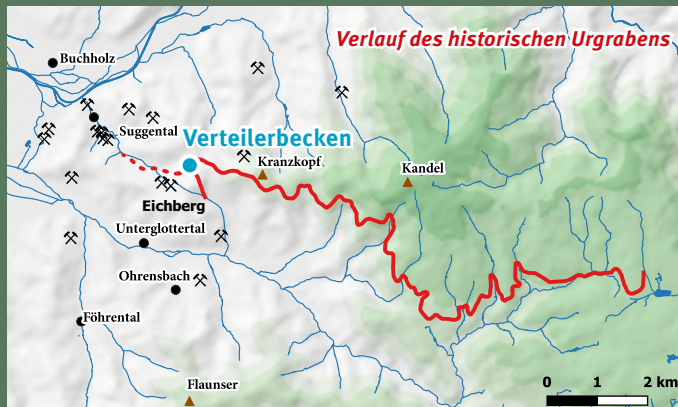 Verlauf des historischen Urgrabens
Buchholz
Suggental
Verteilerbecken
Kranzkopf
Kandel
Eichberg
Unterglottertal
Ohrensbach
Föhrental
Flaunser
0 1 2 km